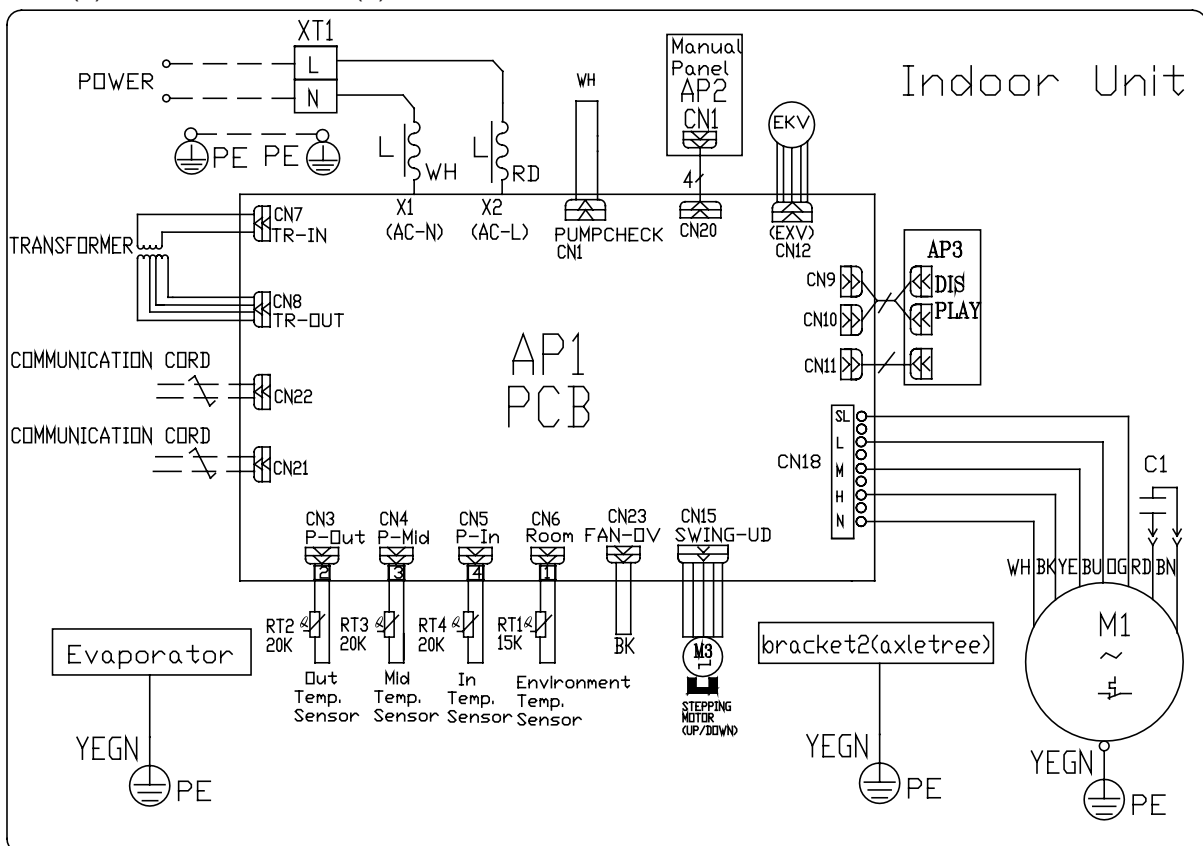 Indoor Unit
XT1
L
N
POWER
PE PE
L
WH
L
RD
WH
Manual
Panel
AP2
CN1
4
EKV
X1
(AC-N)
X2
(AC-L)
PUMPCHECK
CN1
CN20
(EXV)
CN12
TRANSFORMER
CN7
TR-IN
CN8
TR-OUT
COMMUNICATION CORD
CN22
COMMUNICATION CORD
CN21
AP1
PCB
CN9
CN10
CN11
AP3
DIS
PLAY
CN18
SL
L
M
H
N
C1
WH BK YE BU OG RD BN
M1
~
YEGN
PE
CN3
P-Out
CN4
P-Mid
CN5
P-In
CN6
Room
CN23
FAN-OV
CN15
SWING-UD
2
3
4
1
RT2
20K
RT3
20K
RT4
20K
RT1
15K
BK
M3
Out
Temp.
Sensor
Mid
Temp.
Sensor
In
Temp.
Sensor
Environment
Temp.
Sensor
STEPPING
MOTOR
(UP/DOWN)
Evaporator
YEGN
PE
bracket2(axletree)
PE